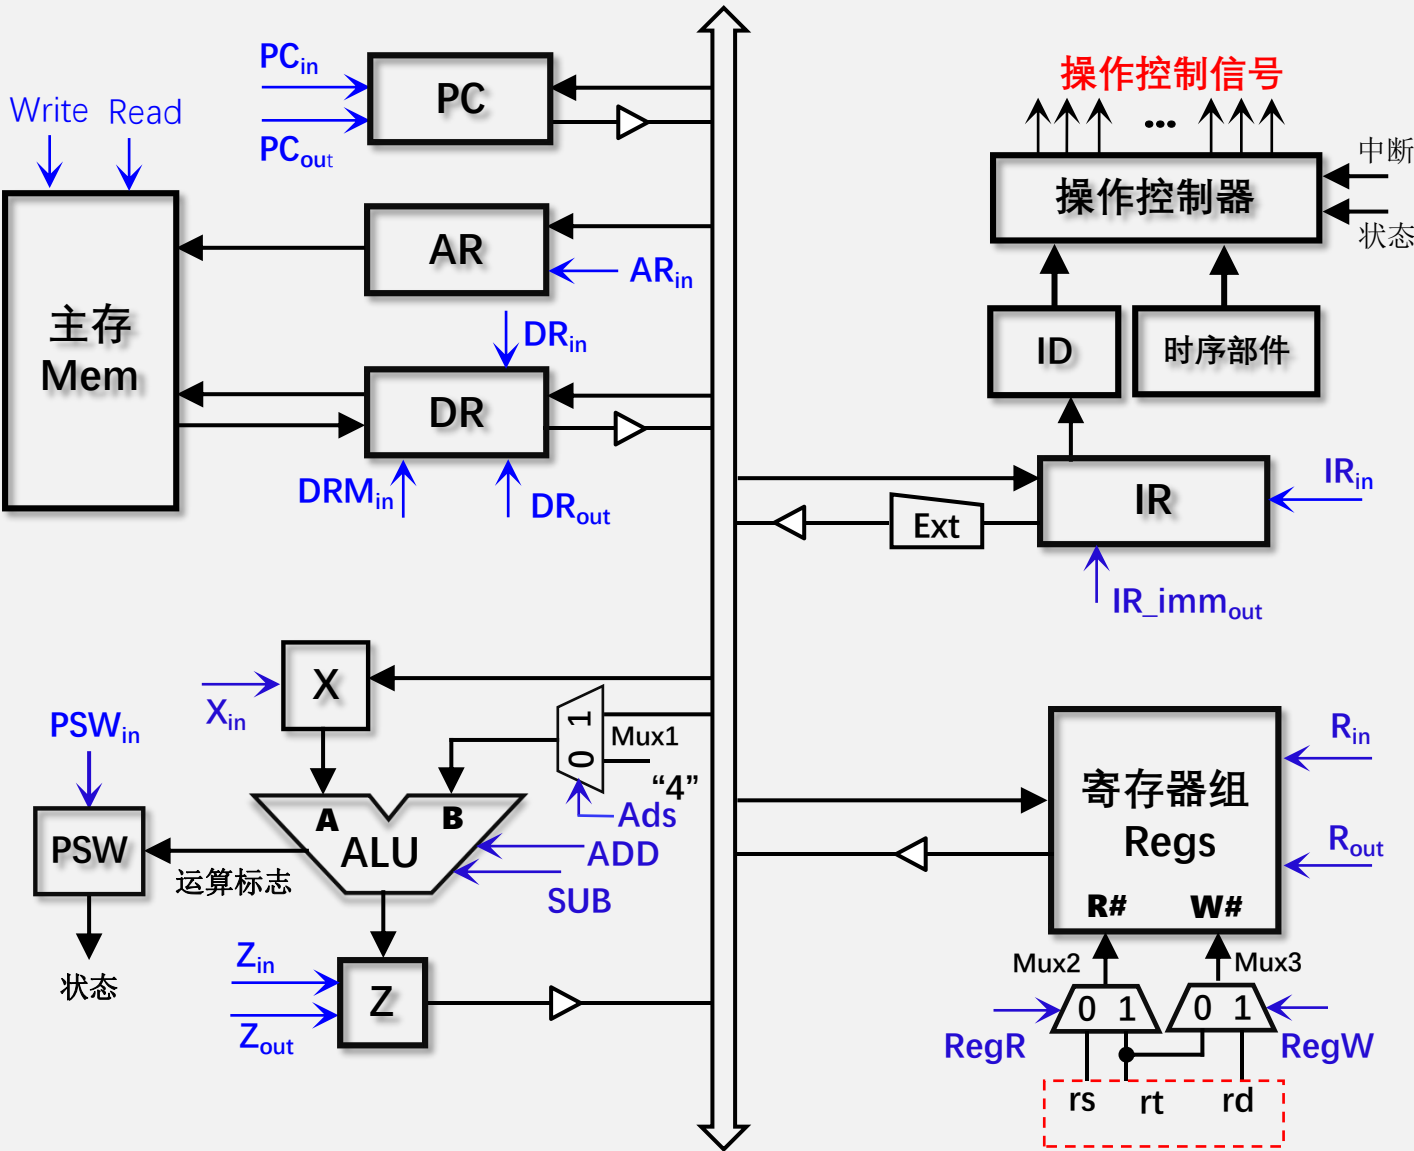 PCin
PC
PCout
Write
Read
AR
ARin
主存
Mem
DRin
DR
DRMin
DRout
操作控制信号
...
中断
操作控制器
状态
ID
时序部件
IR
IRin
Ext
IR_immout
X
Xin
PSWin
1
0
Mux1
“4”
Ads
A
B
ALU
ADD
SUB
PSW
运算标志
状态
Zin
Z
Zout
Rin
寄存器组
Regs
Rout
R#
W#
Mux2
Mux3
0 1
0 1
RegR
RegW
rs
rt
rd